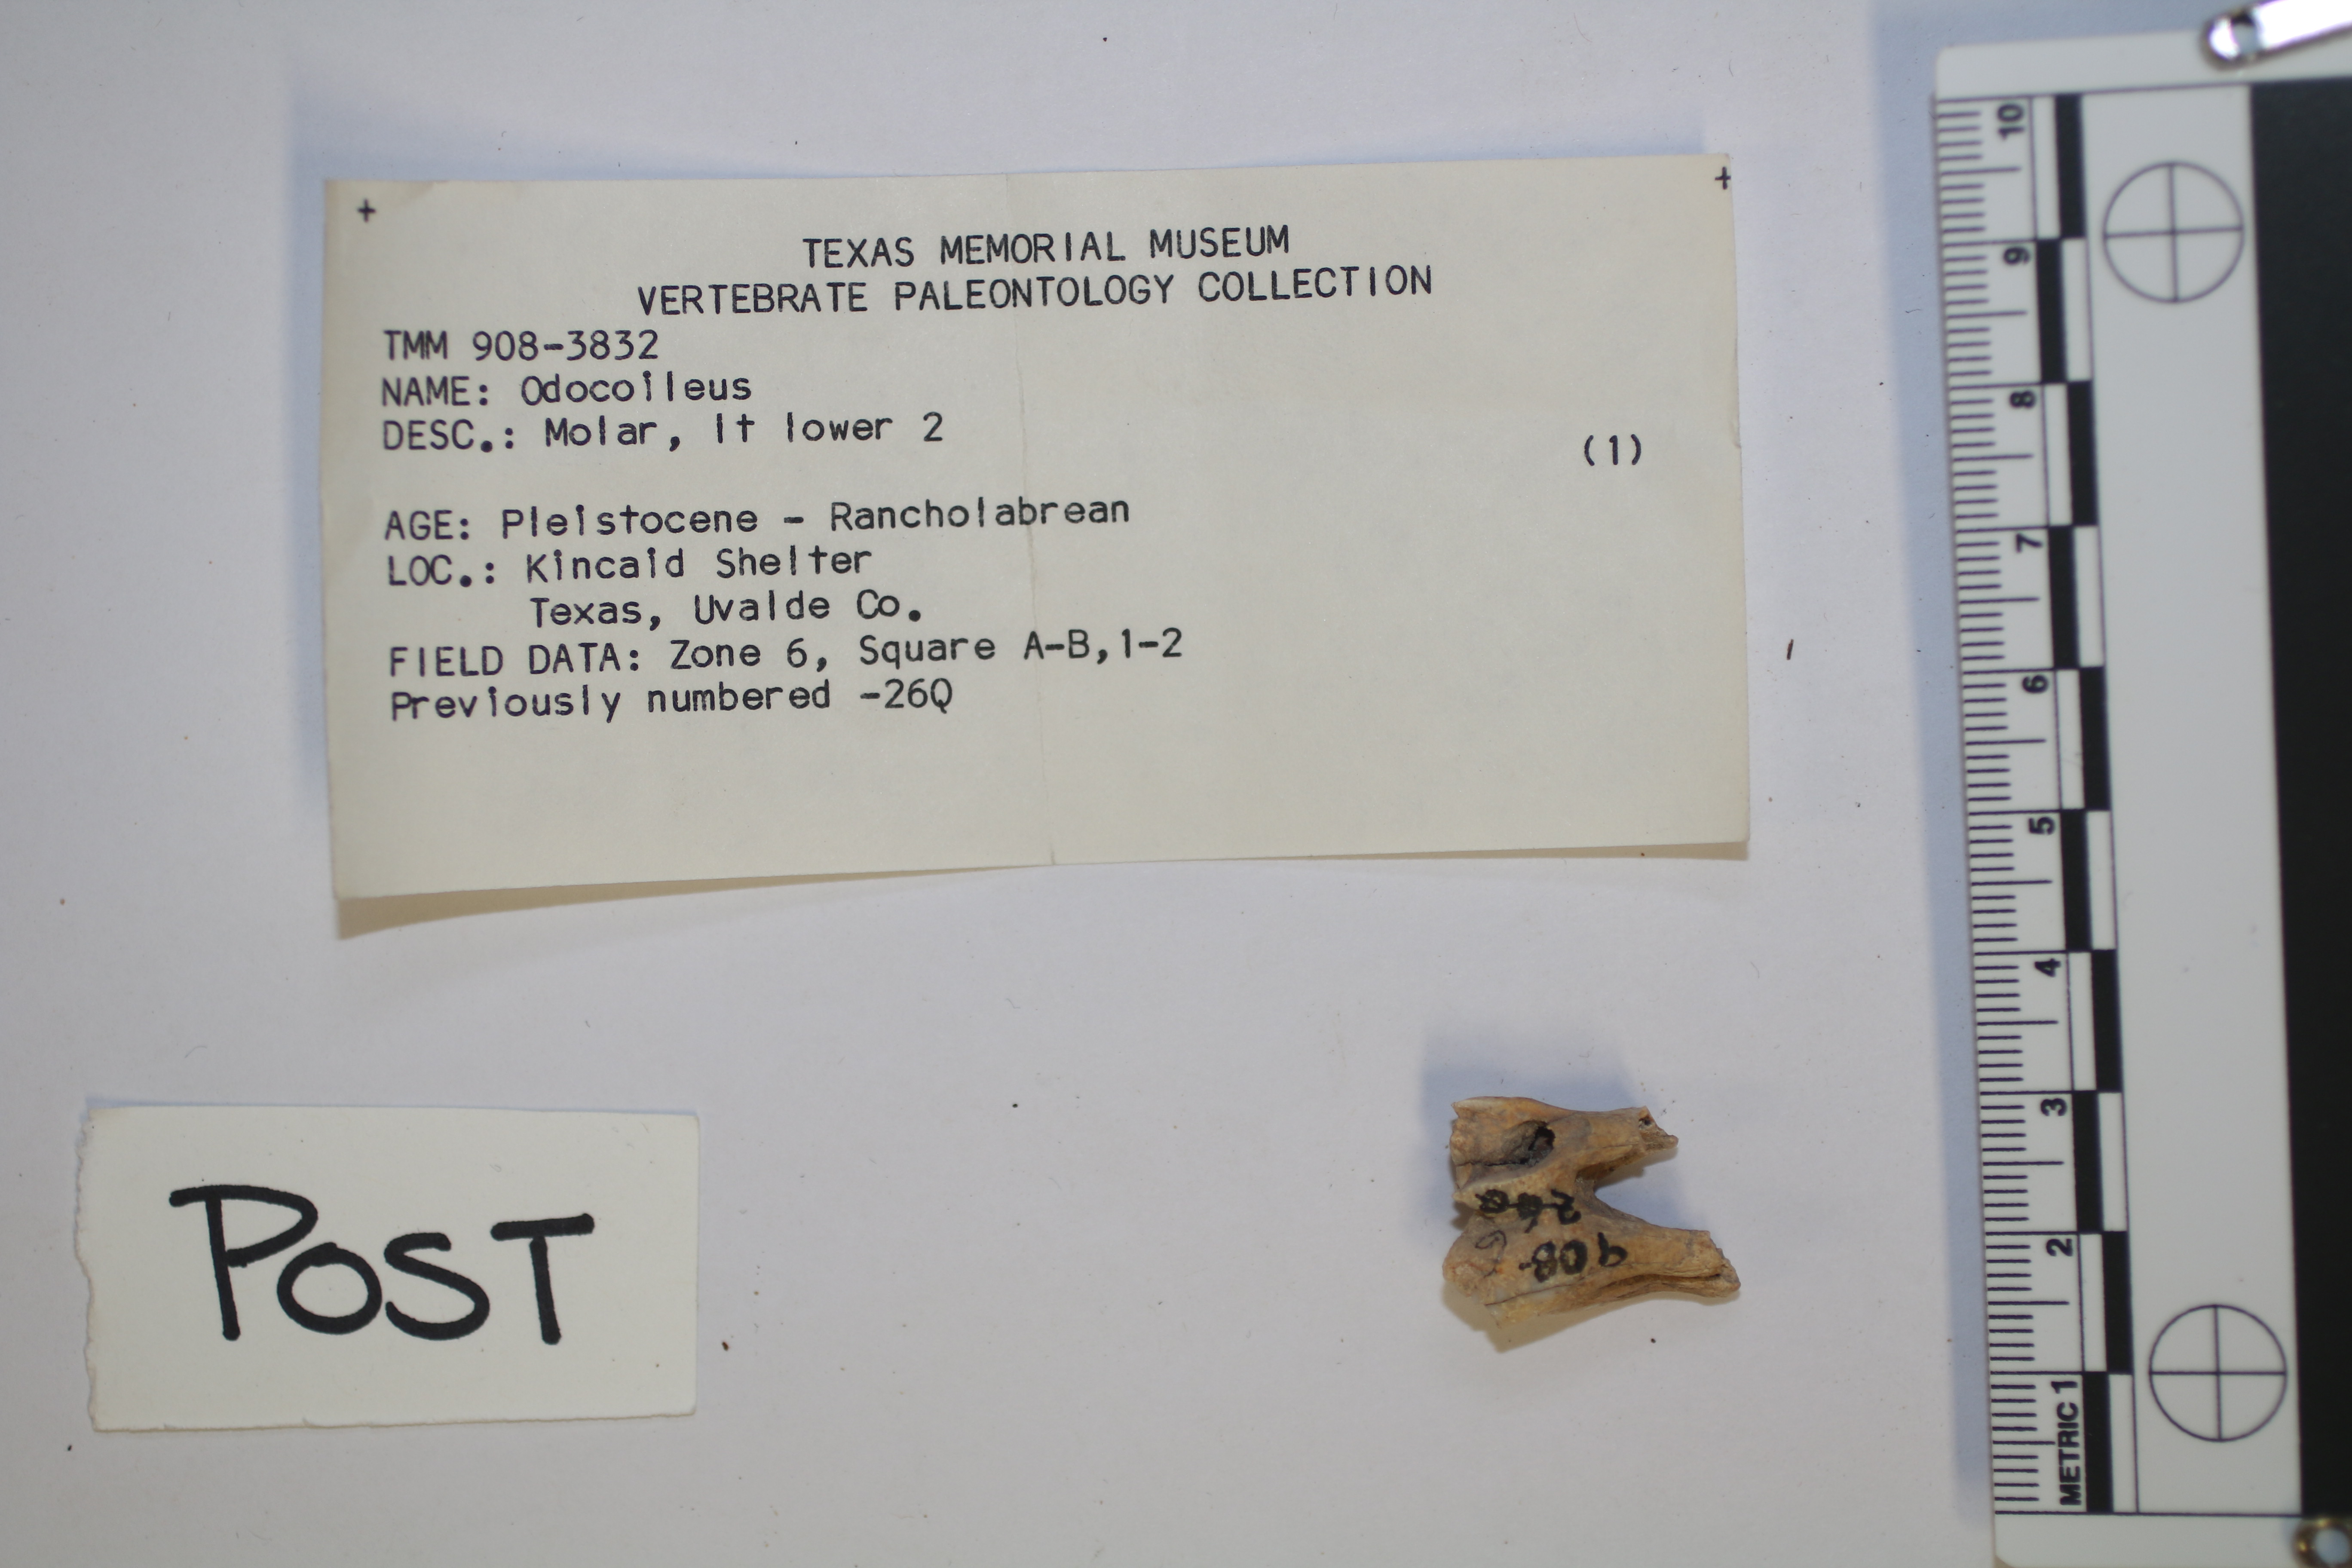 + +
TEXAS MEMORIAL MUSEUM
VERTEBRATE PALEONTOLOGY COLLECTION
TMM 908-3832
NAME: Odocoileus
DESC.: Molar, lt lower 2
(1)
AGE: Pleistocene - Rancholabrean
LOC.: Kincaid Shelter
Texas, Uvalde Co.
FIELD DATA: Zone 6, Square A-B,1-2
Previously numbered -26Q
POST
908-
26Q
10
9
8
7
6
5
4
3
2
METRIC 1